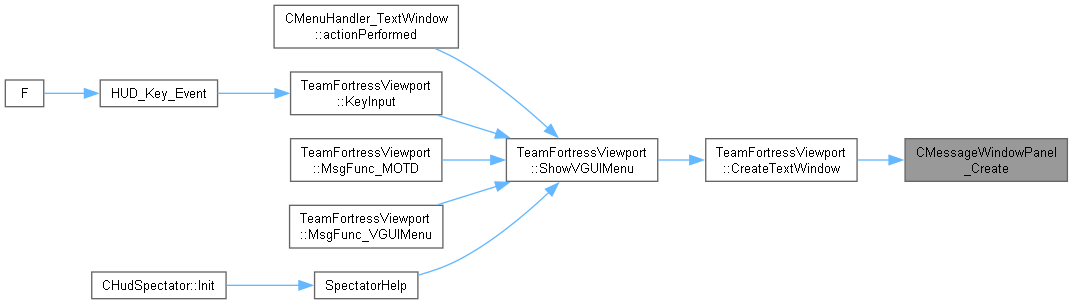 CMenuHandler_TextWindow
::actionPerformed
F
HUD_Key_Event
TeamFortressViewport
::KeyInput
TeamFortressViewport
::MsgFunc_MOTD
TeamFortressViewport
::ShowVGUIMenu
TeamFortressViewport
::CreateTextWindow
CMessageWindowPanel
_Create
TeamFortressViewport
::MsgFunc_VGUIMenu
CHudSpectator::Init
SpectatorHelp